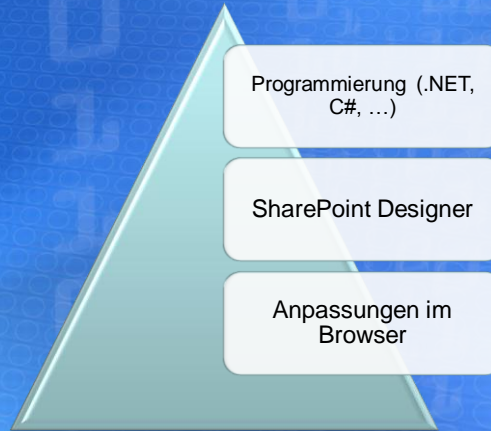 Programmierung (.NET,
C#, …)
SharePoint Designer
Anpassungen im
Browser